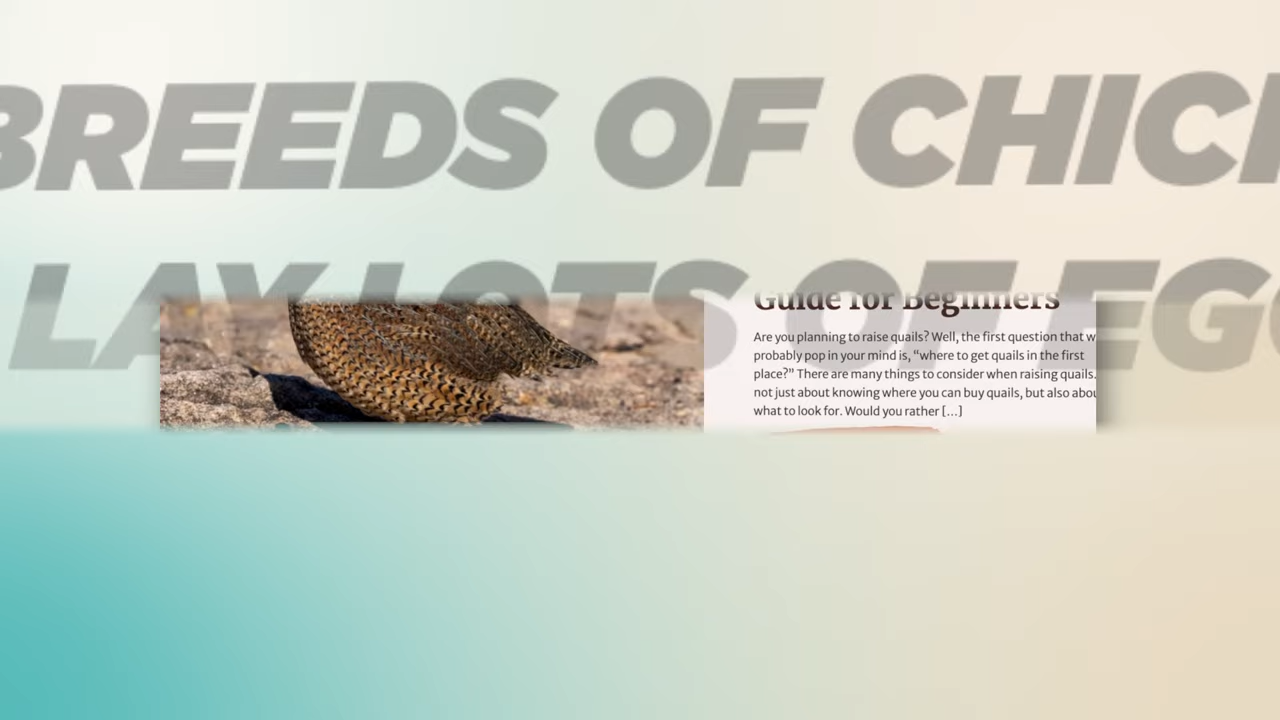 BREEDS OF
LAY LOTS OF
Guide for Beginners
Are you planning to raise quails? Well, the first question that
probably pop in your mind is, “where to get quails in the first
place?” There are many things to consider when raising quails.
not just about knowing where you can buy quails, but also
what to look for. Would you rather [...]